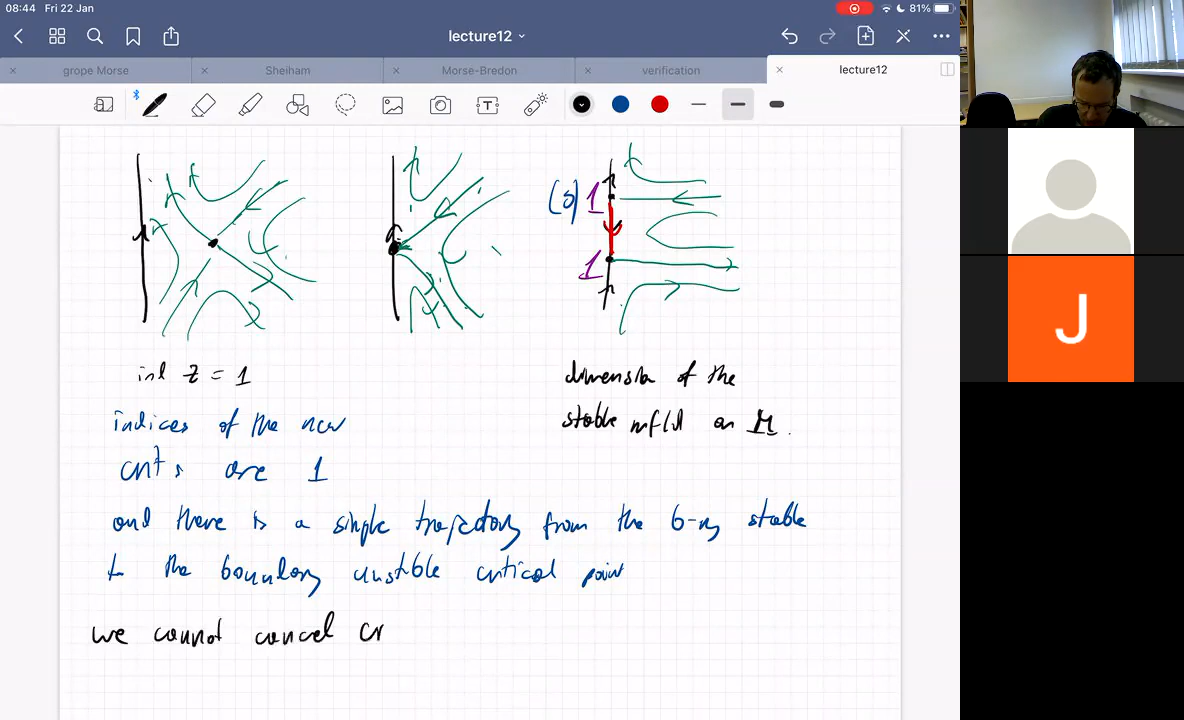 08:44 Fri 22 Jan
81%
lecture12
grope Morse
Sheiham
Morse-Bredon
verification
lecture12
(s) 1
1
ind z = 1
dimension of the
stable mfld on M.
indices of the new
crit s are 1
and there is a single trajectory from the b-ry stable
to the boundary unstable critical point
we cannot cancel cr
J